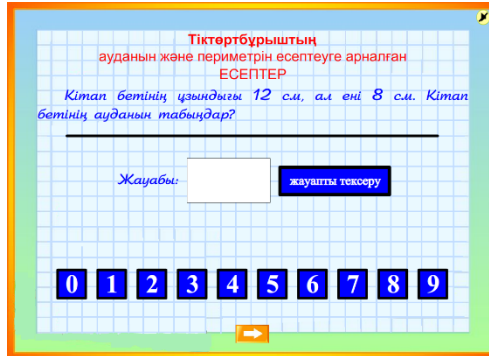 Тіктөртбұрыштың
ауданын және периметрін есептеуге арналған
ЕСЕПТЕР
Кітап бетінің ұзындығы 12 см, ал ені 8 см. Кітап
бетінің ауданын табыңдар?
Жауабы: жауапты тексеру
0 1 2 3 4 5 6 7 8 9